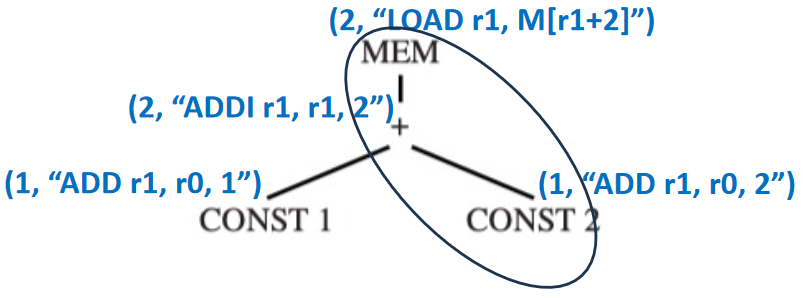 (2, “LOAD r1, M[r1+2]”)
MEM
(2, “ADDI r1, r1, 2”)
+
(1, “ADD r1, r0, 1”)
(1, “ADD r1, r0, 2”)
CONST 1
CONST 2